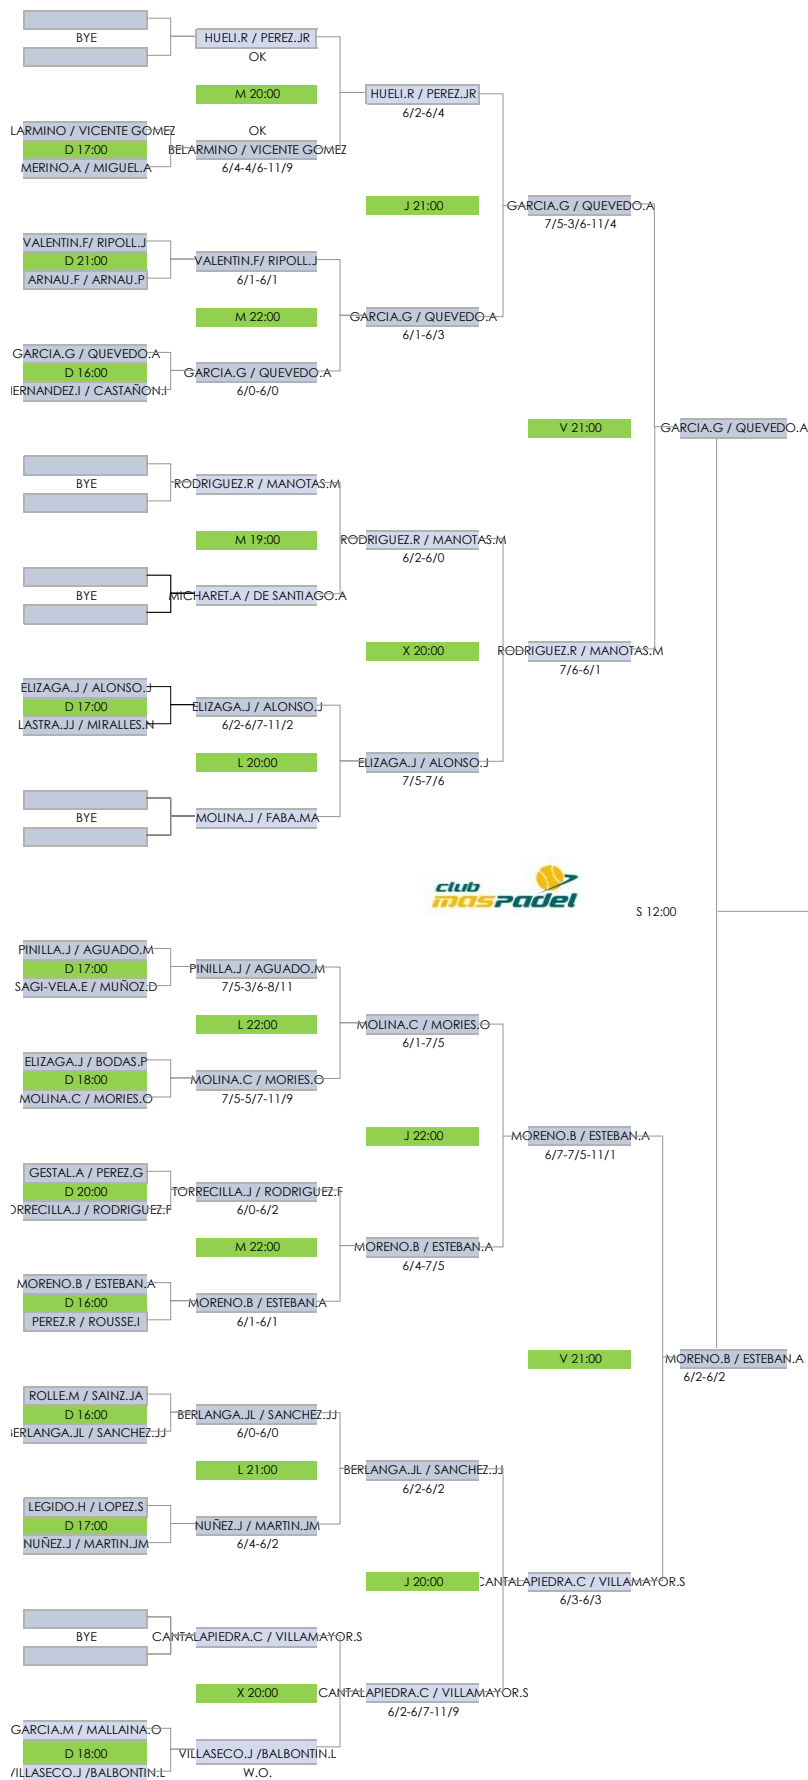 BYE
HUELI.R / PEREZ.JR
OK
M 20:00
HUELI.R / PEREZ.JR
6/2-6/4
LARMINO / VICENTE GOMEZ
D 17:00
MERINO.A / MIGUEL.A
OK
BELARMINO / VICENTE GOMEZ
6/4-4/6-11/9
J 21:00
GARCIA.G / QUEVEDO.A
7/5-3/6-11/4
VALENTIN.F/ RIPOLL.J
D 21:00
ARNAU.F / ARNAU.P
VALENTIN.F/ RIPOLL.J
6/1-6/1
M 22:00
GARCIA.G / QUEVEDO.A
6/1-6/3
GARCIA.G / QUEVEDO.A
D 16:00
ERNANDEZ.I / CASTAÑON.I
GARCIA.G / QUEVEDO.A
6/0-6/0
V 21:00
GARCIA.G / QUEVEDO.A
BYE
RODRIGUEZ.R / MANOTAS.M
M 19:00
RODRIGUEZ.R / MANOTAS.M
6/2-6/0
BYE
MICHARET.A / DE SANTIAGO.A
X 20:00
RODRIGUEZ.R / MANOTAS.M
7/6-6/1
ELIZAGA.J / ALONSO.J
D 17:00
LASTRA.JJ / MIRALLES.N
ELIZAGA.J / ALONSO.J
6/2-6/7-11/2
L 20:00
ELIZAGA.J / ALONSO.J
7/5-7/6
BYE
MOLINA.J / FABA.MA
club
maspadel
S 12:00
PINILLA.J / AGUADO.M
D 17:00
SAGI-VELA.E / MUÑOZ.D
PINILLA.J / AGUADO.M
7/5-3/6-8/11
L 22:00
MOLINA.C / MORIES.O
6/1-7/5
ELIZAGA.J / BODAS.P
D 18:00
MOLINA.C / MORIES.O
MOLINA.C / MORIES.O
7/5-5/7-11/9
J 22:00
MORENO.B / ESTEBAN.A
6/7-7/5-11/1
GESTAL.A / PEREZ.G
D 20:00
ORRECILLA.J / RODRIGUEZ.F
TORRECILLA.J / RODRIGUEZ.F
6/0-6/2
M 22:00
MORENO.B / ESTEBAN.A
6/4-7/5
MORENO.B / ESTEBAN.A
D 16:00
PEREZ.R / ROUSSE.I
MORENO.B / ESTEBAN.A
6/1-6/1
V 21:00
MORENO.B / ESTEBAN.A
6/2-6/2
ROLLE.M / SAINZ.JA
D 16:00
BERLANGA.JL / SANCHEZ.JJ
BERLANGA.JL / SANCHEZ.JJ
6/0-6/0
L 21:00
BERLANGA.JL / SANCHEZ.JJ
6/2-6/2
LEGIDO.H / LOPEZ.S
D 17:00
NUÑEZ.J / MARTIN.JM
NUÑEZ.J / MARTIN.JM
6/4-6/2
J 20:00
CANTALAPIEDRA.C / VILLAMAYOR.S
6/3-6/3
BYE
CANTALAPIEDRA.C / VILLAMAYOR.S
X 20:00
CANTALAPIEDRA.C / VILLAMAYOR.S
6/2-6/7-11/9
GARCIA.M / MALLAINA.O
D 18:00
VILLASECO.J /BALBONTIN.L
VILLASECO.J /BALBONTIN.L
W.O.